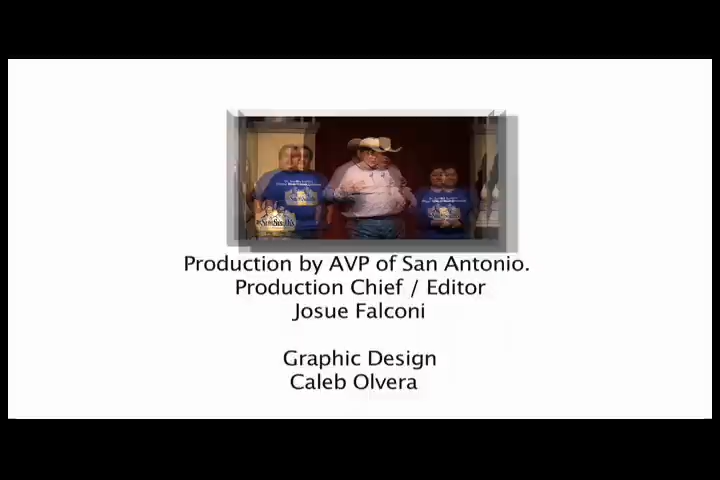 Production by AVP of San Antonio.
Production Chief / Editor
Josue Falconi
Graphic Design
Caleb Olvera